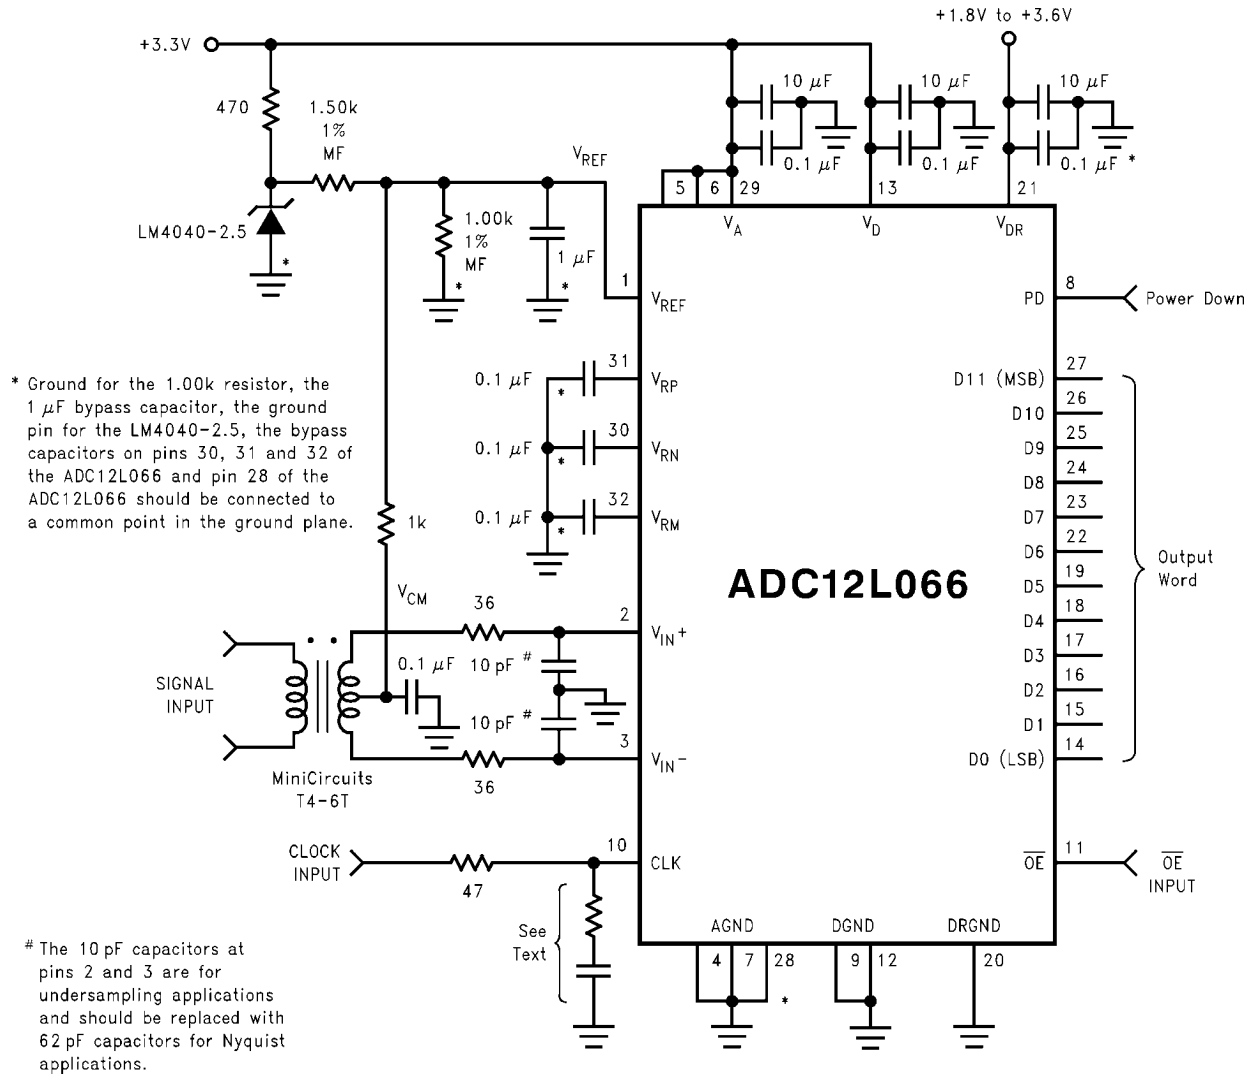 +1.8V to +3.6V
+3.3V
10 µF
10 µF
10 µF
470
1.50k
1%
MF
VREF
0.1 µF
0.1 µF
0.1 µF *
5
6
29
13
21
VA
VD
VDR
LM4040-2.5
*
1.00k
1%
MF
*
1 µF
*
1
VREF
PD
8
Power Down
* Ground for the 1.00k resistor, the
1 µF bypass capacitor, the ground
pin for the LM4040-2.5, the bypass
capacitors on pins 30, 31 and 32 of
the ADC12L066 and pin 28 of the
ADC12L066 should be connected to
a common point in the ground plane.
0.1 µF
*
31
VRP
0.1 µF
*
30
VRN
0.1 µF
*
32
VRM
1k
VCM
ADC12L066
D11 (MSB)
27
D10
26
D9
25
D8
24
D7
23
D6
22
D5
19
D4
18
D3
17
D2
16
D1
15
D0 (LSB)
14
Output
Word
36
2
VIN+
SIGNAL
INPUT
0.1 µF
10 pF #
10 pF #
3
VIN-
36
MiniCircuits
T4-6T
CLOCK
INPUT
47
10
CLK
OE
11
OE
INPUT
See
Text
AGND
DGND
DRGND
4
7
28
*
9
12
20
# The 10 pF capacitors at
pins 2 and 3 are for
undersampling applications
and should be replaced with
62 pF capacitors for Nyquist
applications.